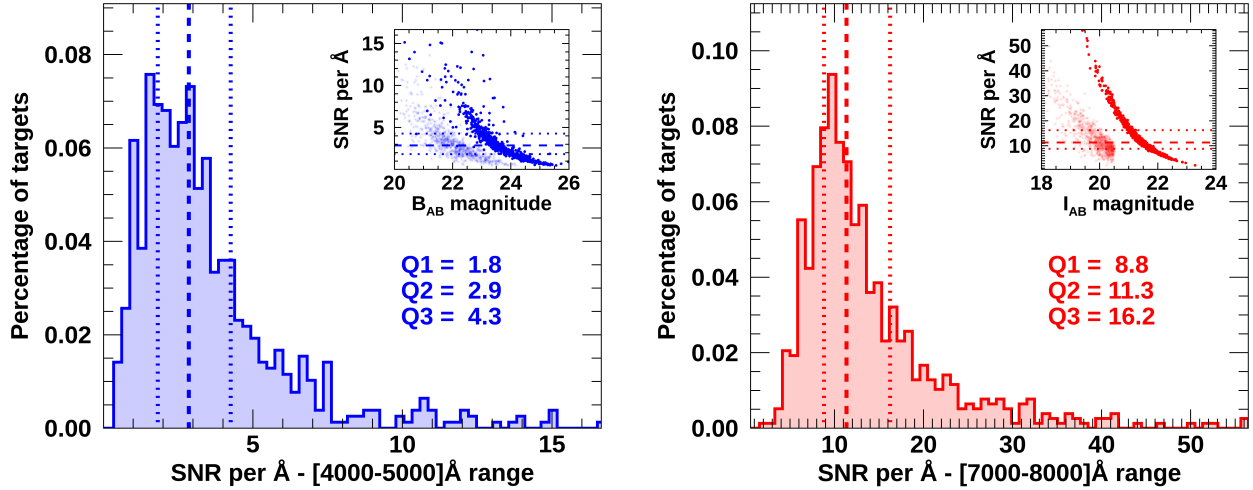 0.08
0.06
0.04
0.02
0.00
Percentage of targets
5
10
15
SNR per Å - [4000-5000]Å range
15
10
5
SNR per Å
20
22
24
26
B_AB magnitude
Q1 = 1.8
Q2 = 2.9
Q3 = 4.3
0.10
0.08
0.06
0.04
0.02
0.00
Percentage of targets
10
20
30
40
50
SNR per Å - [7000-8000]Å range
50
40
30
20
10
SNR per Å
18
20
22
24
I_AB magnitude
Q1 = 8.8
Q2 = 11.3
Q3 = 16.2